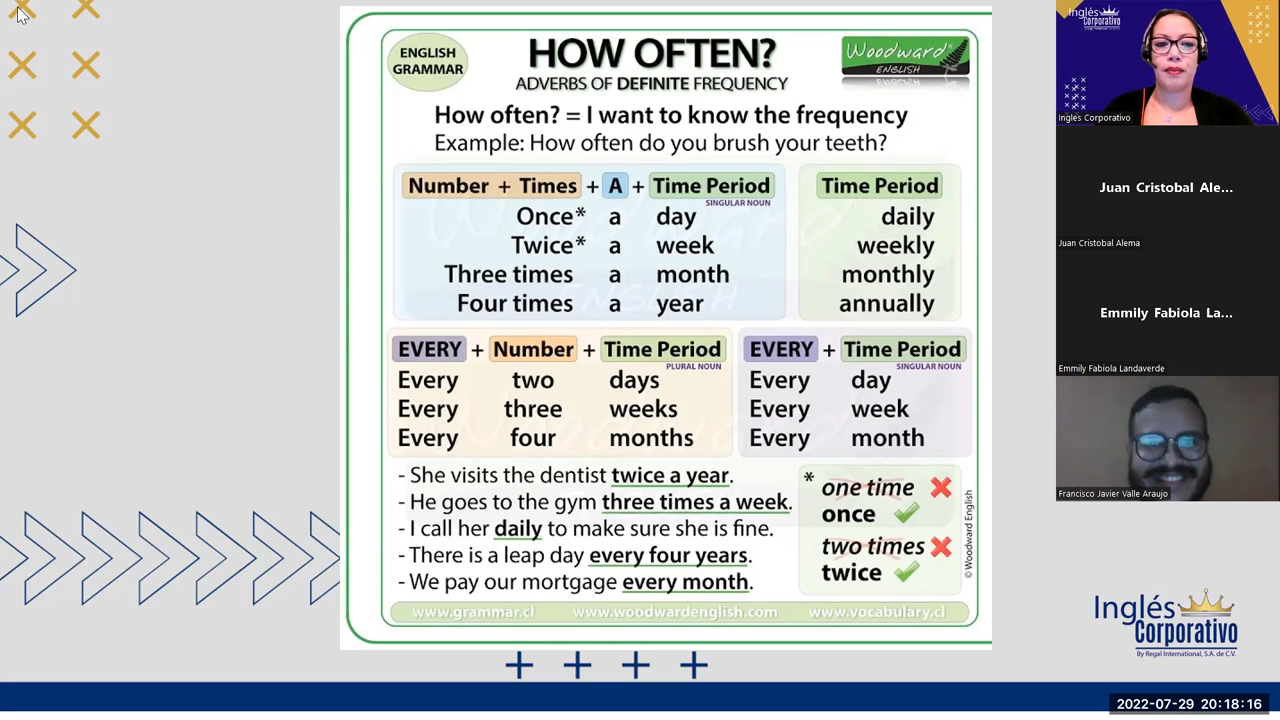 ENGLISH
GRAMMAR
HOW OFTEN?
ADVERBS OF DEFINITE FREQUENCY
Woodward®
ENGLISH
How often? = I want to know the frequency
Example: How often do you brush your teeth?
Number + Times + A + Time Period
SINGULAR NOUN
Once* a day
Twice* a week
Three times a month
Four times a year
Time Period
daily
weekly
monthly
annually
EVERY + Number + Time Period
PLURAL NOUN
Every two days
Every three weeks
Every four months
EVERY + Time Period
SINGULAR NOUN
Every day
Every week
Every month
- She visits the dentist twice a year.
- He goes to the gym three times a week.
- I call her daily to make sure she is fine.
- There is a leap day every four years.
- We pay our mortgage every month.
* one time
once
two times
twice
© Woodward English
www.grammar.cl www.woodwardenglish.com www.vocabulary.cl
Inglés
Corporativo
Inglés Corporativo
Juan Cristobal Ale...
Juan Cristobal Alema
Emmily Fabiola La...
Emmily Fabiola Landaverde
Francisco Javier Valle Araujo
Inglés
Corporativo
By Regal International, S.A. de C.V.
2022-07-29 20:18:16